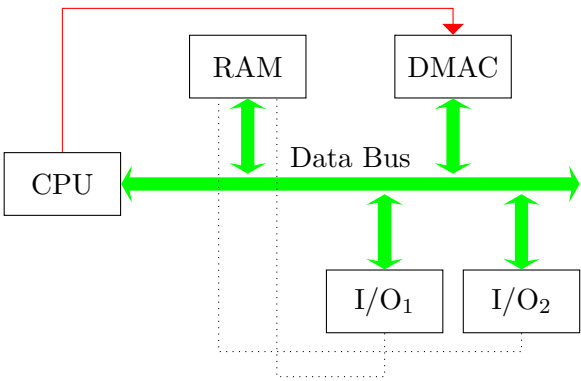 RAM
DMAC
Data Bus
CPU
I/O₁
I/O₂